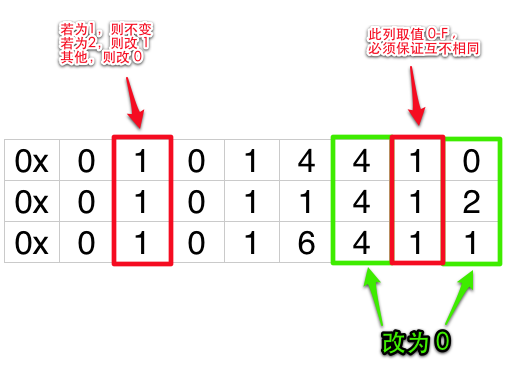 若为1，则不变
若为2，则改 1
其他，则改 0
此列取值 0-F，
必须保证互不相同
0x 0 1 0 1 4 4 1 0
0x 0 1 0 1 1 4 1 2
0x 0 1 0 1 6 4 1 1
改为 0